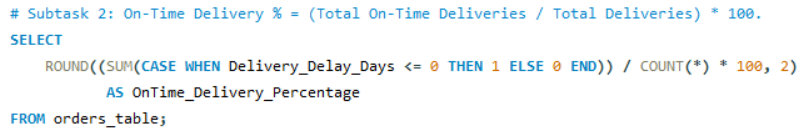 # Subtask 2: On-Time Delivery % = (Total On-Time Deliveries / Total Deliveries) * 100.
SELECT
ROUND((SUM(CASE WHEN Delivery_Delay_Days <= 0 THEN 1 ELSE 0 END)) / COUNT(*) * 100, 2)
AS OnTime_Delivery_Percentage
FROM orders_table;